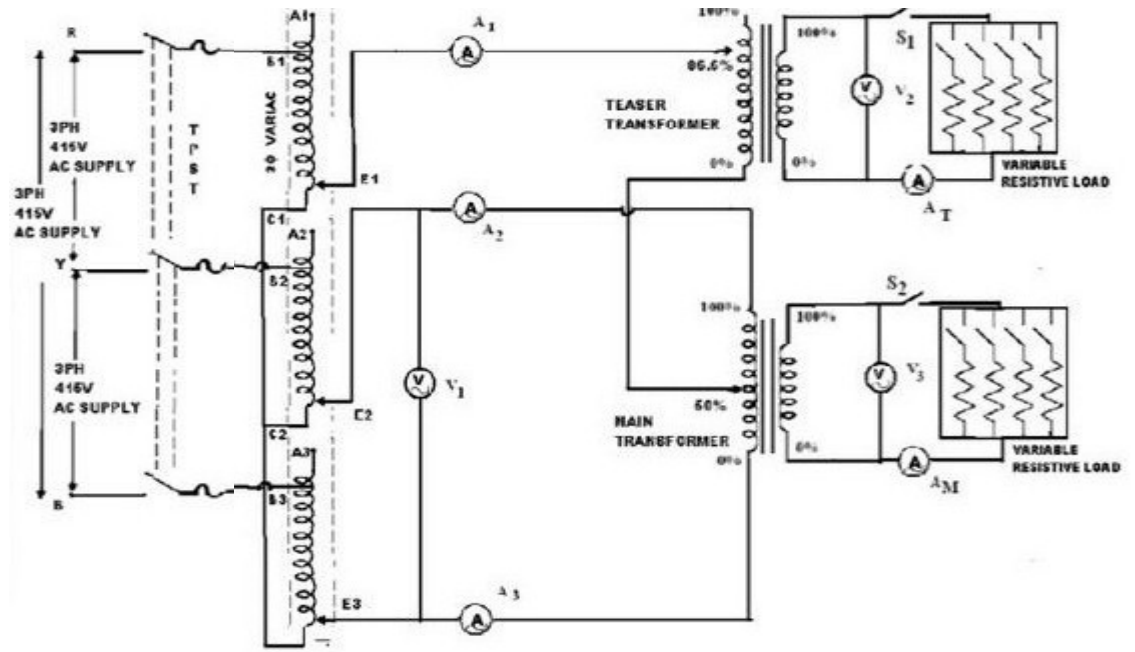 A1
100%
R
A1
A
100%
S1
B1
86.6%
V
V2
3PH
415V
AC SUPPLY
TPST
3Φ VARIAC
TEASER
TRANSFORMER
E1
0%
0%
VARIABLE
RESISTIVE LOAD
3PH
415V
AC SUPPLY
C1
A2
A
A2
A
AT
Y
B2
S2
100%
100%
3PH
415V
AC SUPPLY
V
V1
V
V3
E2
50%
C2
MAIN
TRANSFORMER
0%
0%
VARIABLE
RESISTIVE LOAD
A3
A
AM
B
B3
E3
A3
A